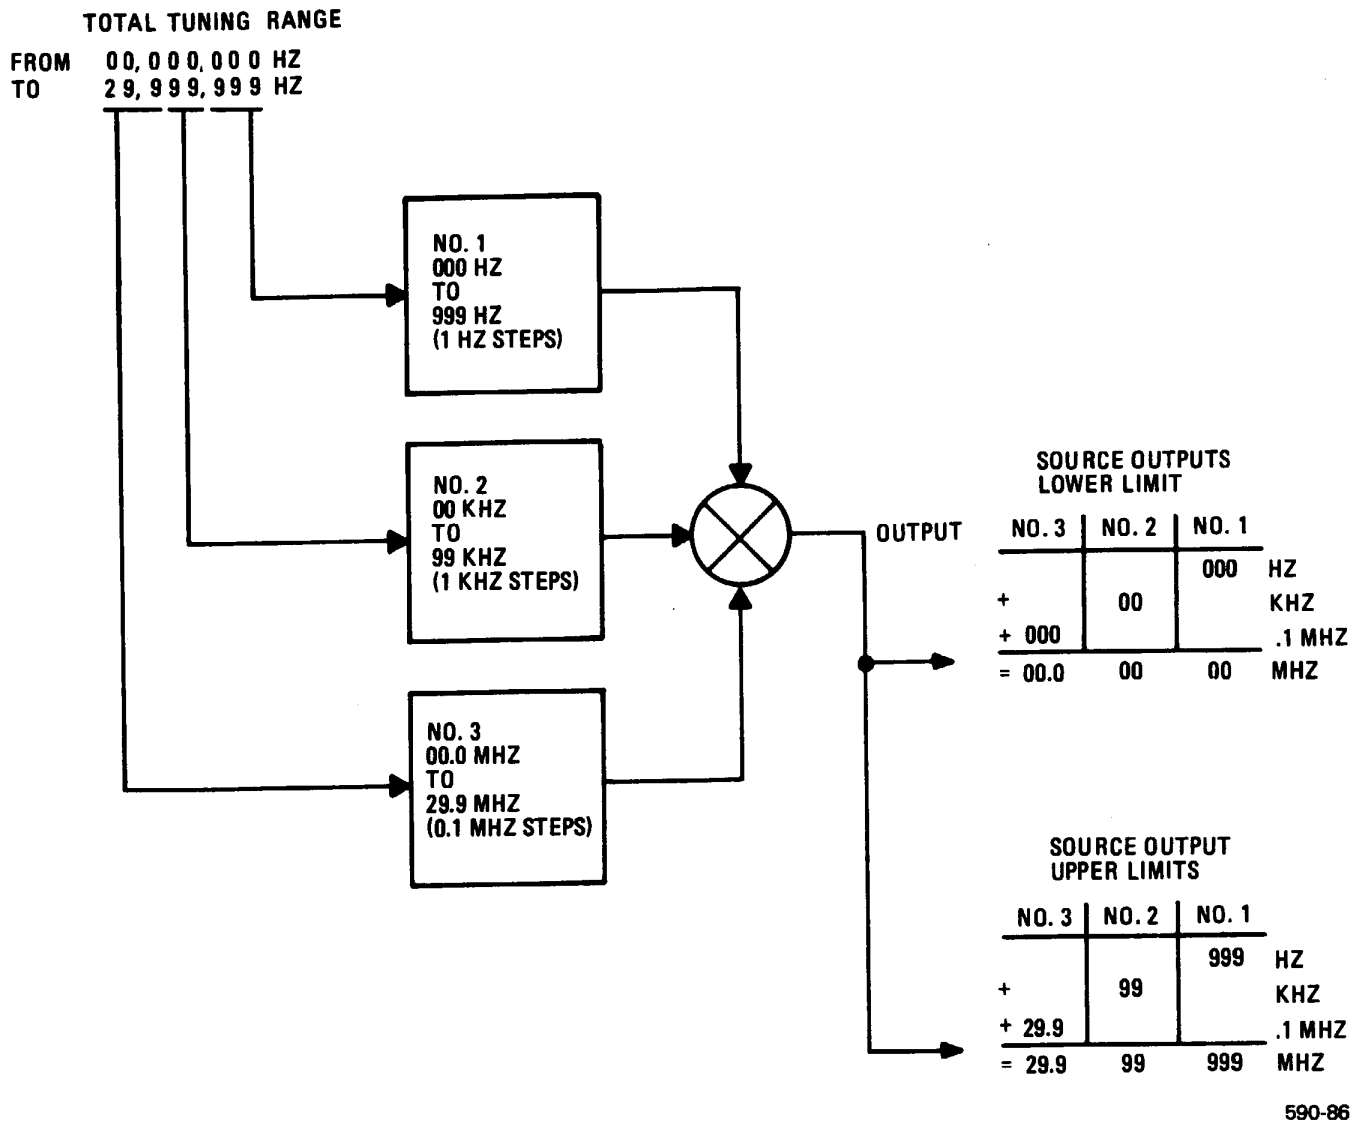 TOTAL TUNING RANGE
FROM 00,000,000 HZ
TO 29,999,999 HZ
NO. 1
000 HZ
TO
999 HZ
(1 HZ STEPS)
NO. 2
00 KHZ
TO
99 KHZ
(1 KHZ STEPS)
NO. 3
00.0 MHZ
TO
29.9 MHZ
(0.1 MHZ STEPS)
OUTPUT
SOURCE OUTPUTS
LOWER LIMIT
NO. 3 NO. 2 NO. 1
000 HZ
+ 00 KHZ
+ 000 .1 MHZ
= 00.0 00 00 MHZ
SOURCE OUTPUT
UPPER LIMITS
NO. 3 NO. 2 NO. 1
999 HZ
+ 99 KHZ
+ 29.9 .1 MHZ
= 29.9 99 999 MHZ
590-86